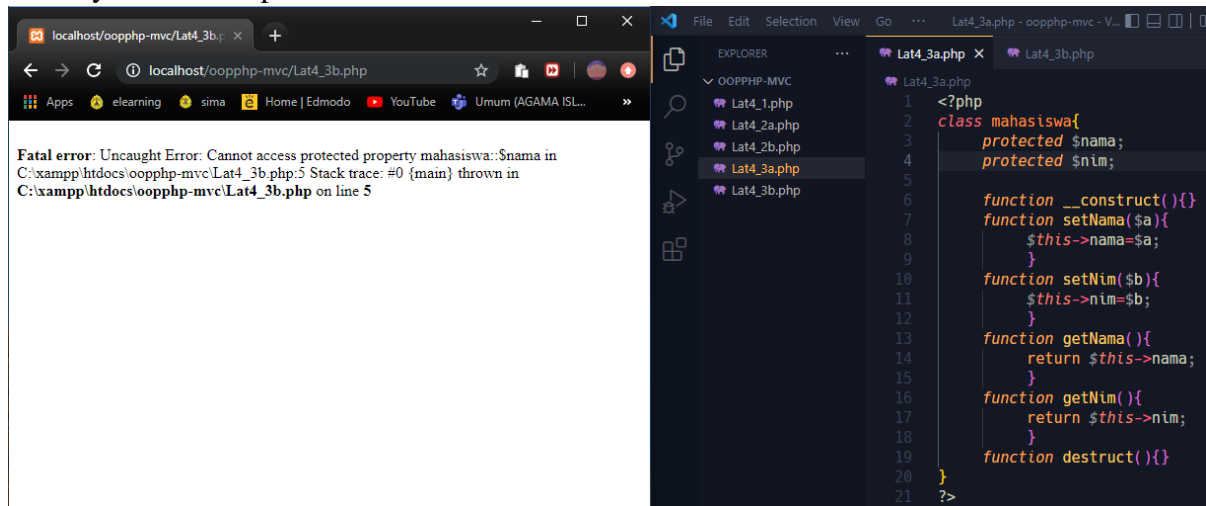 localhost/oopphp-mvc/Lat4_3b.p
localhost/oopphp-mvc/Lat4_3b.php
Apps elearning sima Home | Edmodo YouTube Umum (AGAMA ISL... »
Fatal error: Uncaught Error: Cannot access protected property mahasiswa::$nama in
C:\xampp\htdocs\oopphp-mvc\Lat4_3b.php:5 Stack trace: #0 {main} thrown in
C:\xampp\htdocs\oopphp-mvc\Lat4_3b.php on line 5
File Edit Selection View Go ··· Lat4_3a.php - oopphp-mvc - V...
EXPLORER ···
OOPPHP-MVC
Lat4_1.php
Lat4_2a.php
Lat4_2b.php
Lat4_3a.php
Lat4_3b.php
Lat4_3a.php Lat4_3b.php
Lat4_3a.php
1 <?php
2 class mahasiswa{
3 protected $nama;
4 protected $nim;
5
6 function __construct(){}
7 function setNama($a){
8 $this->nama=$a;
9 }
10 function setNim($b){
11 $this->nim=$b;
12 }
13 function getNama(){
14 return $this->nama;
15 }
16 function getNim(){
17 return $this->nim;
18 }
19 function destruct(){}
20 }
21 ?>